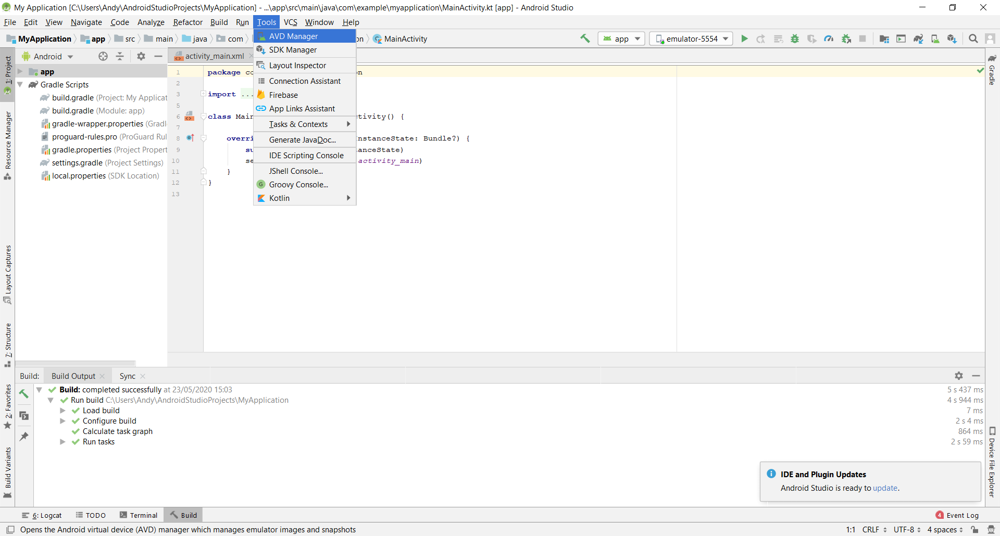 My Application [C:\Users\Andy\AndroidStudioProjects\MyApplication] - ...\app\src\main\java\com\example\myapplication\MainActivity.kt [app] - Android Studio
File Edit View Navigate Code Analyze Refactor Build Run Tools VCS Window Help
MyApplication app src main java com on MainActivity app emulator-5554
Android
activity_main.xml
AVD Manager
SDK Manager
Layout Inspector
Connection Assistant
Firebase
App Links Assistant
Tasks & Contexts
Generate JavaDoc...
IDE Scripting Console
JShell Console...
Groovy Console...
Kotlin
1: Project
Resource Manager
Layout Captures
7: Structure
2: Favorites
Build Variants
app
Gradle Scripts
build.gradle (Project: My Applicat
build.gradle (Module: app)
gradle-wrapper.properties (Gradl
proguard-rules.pro (ProGuard Rul
gradle.properties (Project Propert
settings.gradle (Project Settings)
local.properties (SDK Location)
1 package co n
2
3 import ...
5
6 class Main ctivity() {
7
8 overri nstanceState: Bundle?) {
9 su anceState)
10 se activity_main)
11 }
12 }
13
Gradle
Device File Explorer
Build: Build Output Sync
Build: completed successfully at 23/05/2020 15:03 5 s 437 ms
Run build C:\Users\Andy\AndroidStudioProjects\MyApplication 4 s 944 ms
Load build 7 ms
Configure build 2 s 4 ms
Calculate task graph 864 ms
Run tasks 2 s 59 ms
IDE and Plugin Updates
Android Studio is ready to update.
6: Logcat TODO Terminal Build 4 Event Log
Opens the Android virtual device (AVD) manager which manages emulator images and snapshots 1:1 CRLF UTF-8 4 spaces